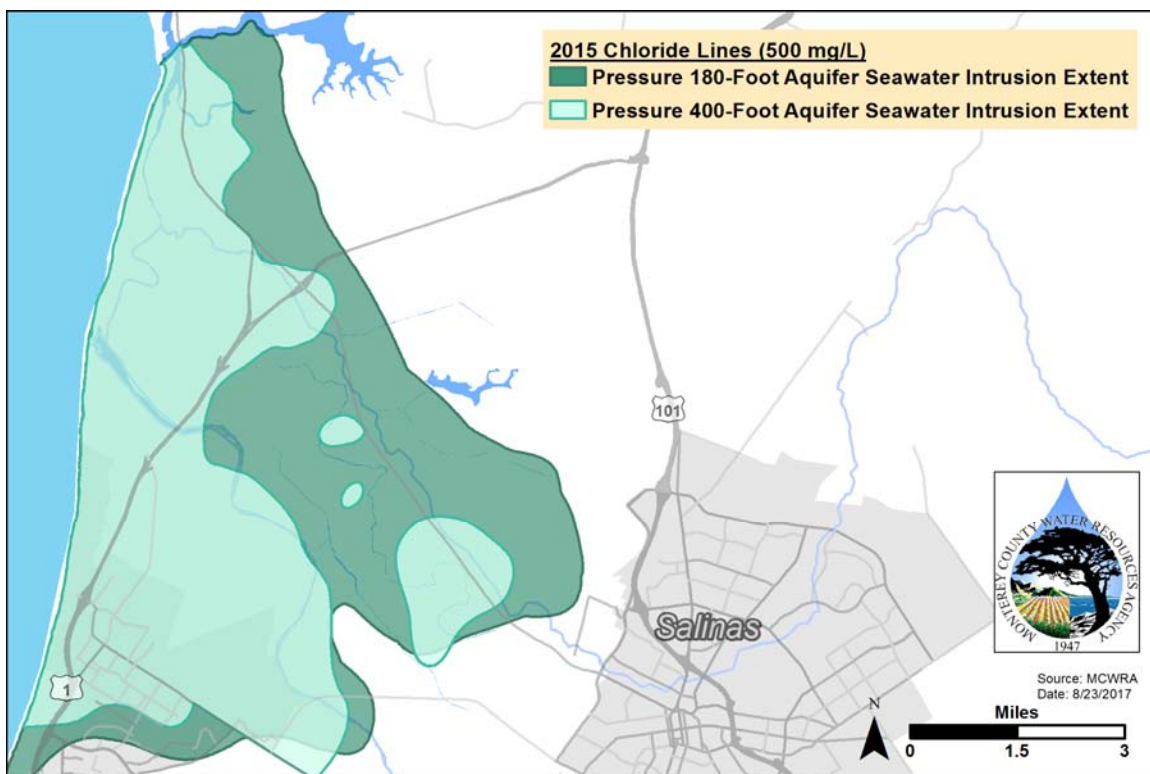 2015 Chloride Lines (500 mg/L)
Pressure 180-Foot Aquifer Seawater Intrusion Extent
Pressure 400-Foot Aquifer Seawater Intrusion Extent
101
Salinas
1
MONTEREY COUNTY WATER RESOURCES AGENCY
1947
Source: MCWRA
Date: 8/23/2017
N
Miles
0 1.5 3